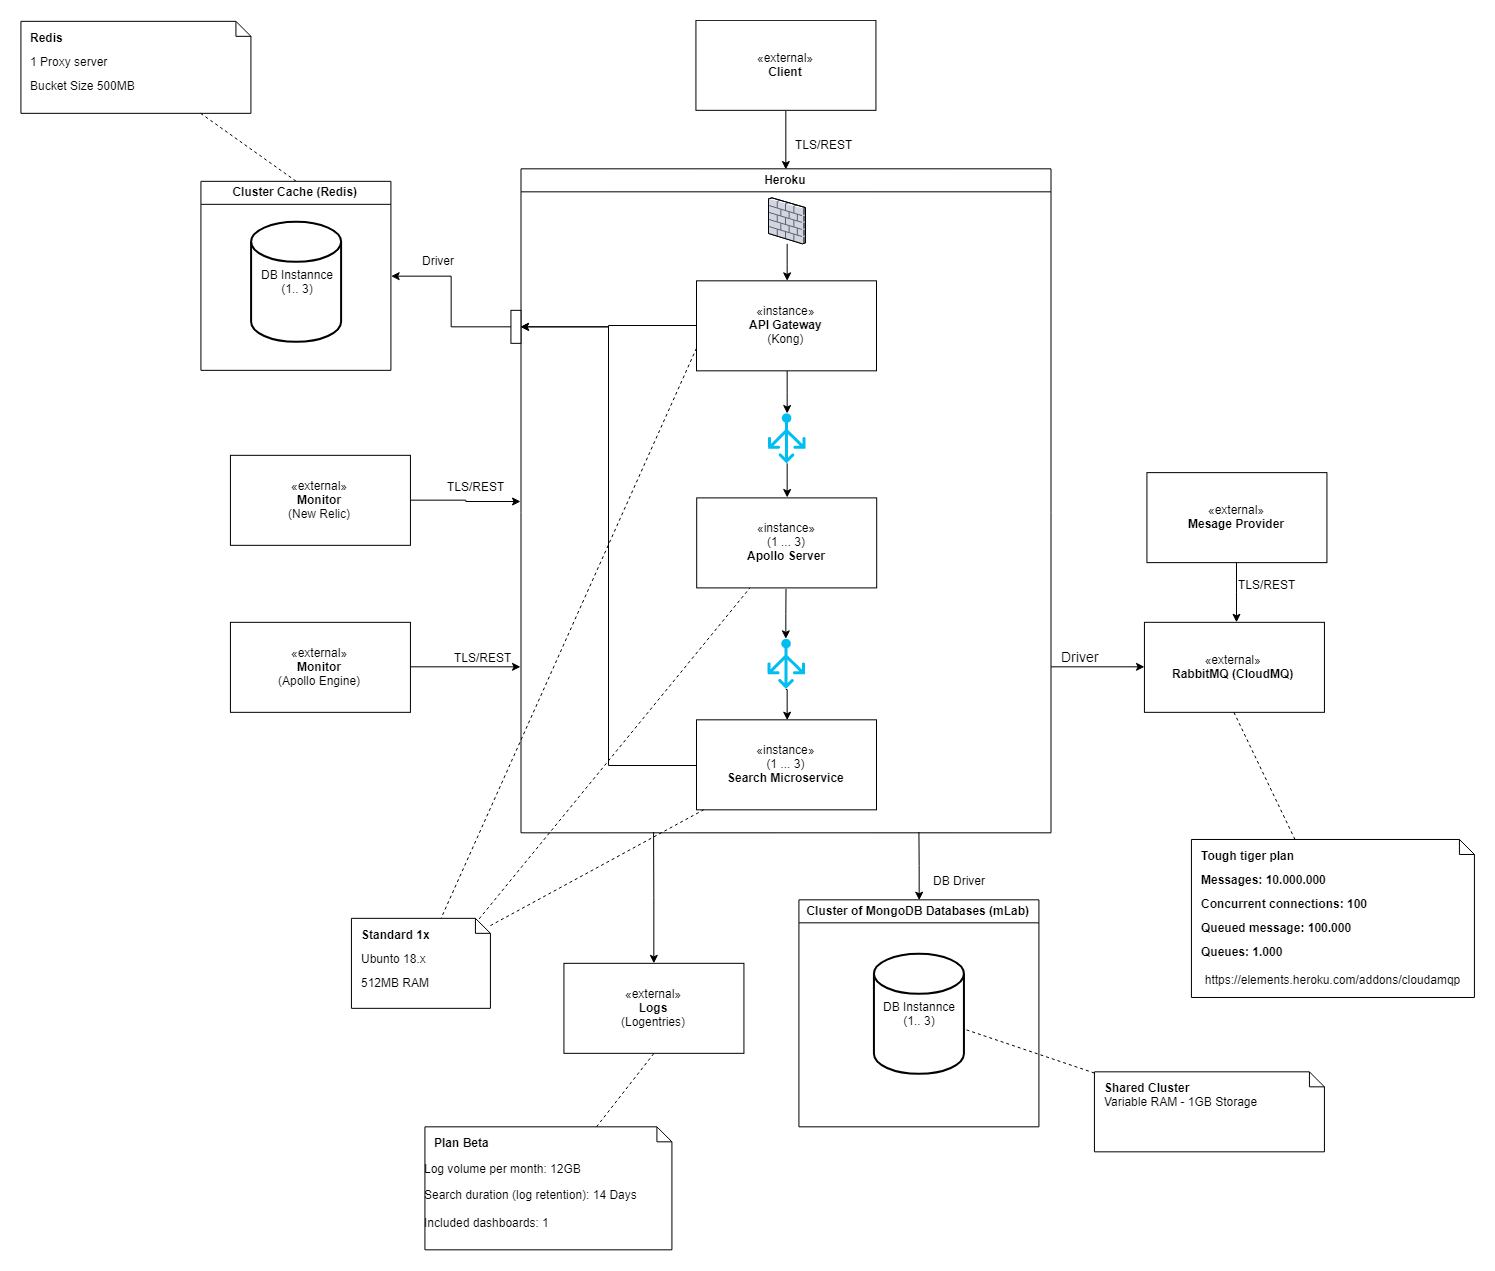 Redis
1 Proxy server
Bucket Size 500MB
«external»
Client
TLS/REST
Heroku
Cluster Cache (Redis)
DB Instannce
(1.. 3)
Driver
«instance»
API Gateway
(Kong)
«external»
Monitor
(New Relic)
TLS/REST
«instance»
(1 ... 3)
Apollo Server
«external»
Mesage Provider
TLS/REST
«external»
Monitor
(Apollo Engine)
TLS/REST
Driver
«external»
RabbitMQ (CloudMQ)
«instance»
(1 ... 3)
Search Microservice
Tough tiger plan
Messages: 10.000.000
Concurrent connections: 100
Queued message: 100.000
Queues: 1.000
https://elements.heroku.com/addons/cloudamqp
DB Driver
Cluster of MongoDB Databases (mLab)
DB Instannce
(1.. 3)
Standard 1x
Ubunto 18.x
512MB RAM
«external»
Logs
(Logentries)
Shared Cluster
Variable RAM - 1GB Storage
Plan Beta
Log volume per month: 12GB
Search duration (log retention): 14 Days
Included dashboards: 1